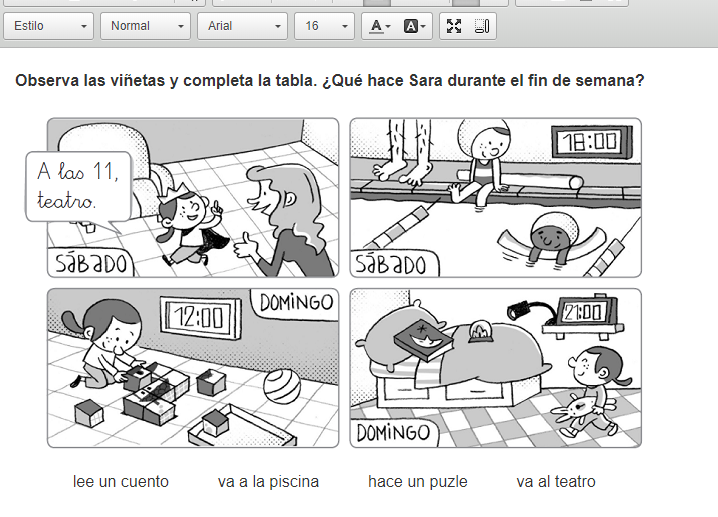 Estilo Normal Arial 16 A A
Observa las viñetas y completa la tabla. ¿Qué hace Sara durante el fin de semana?
A las 11,
teatro.
SÁBADO
18:00
SÁBADO
12:00
DOMINGO
21:00
DOMINGO
lee un cuento va a la piscina hace un puzle va al teatro